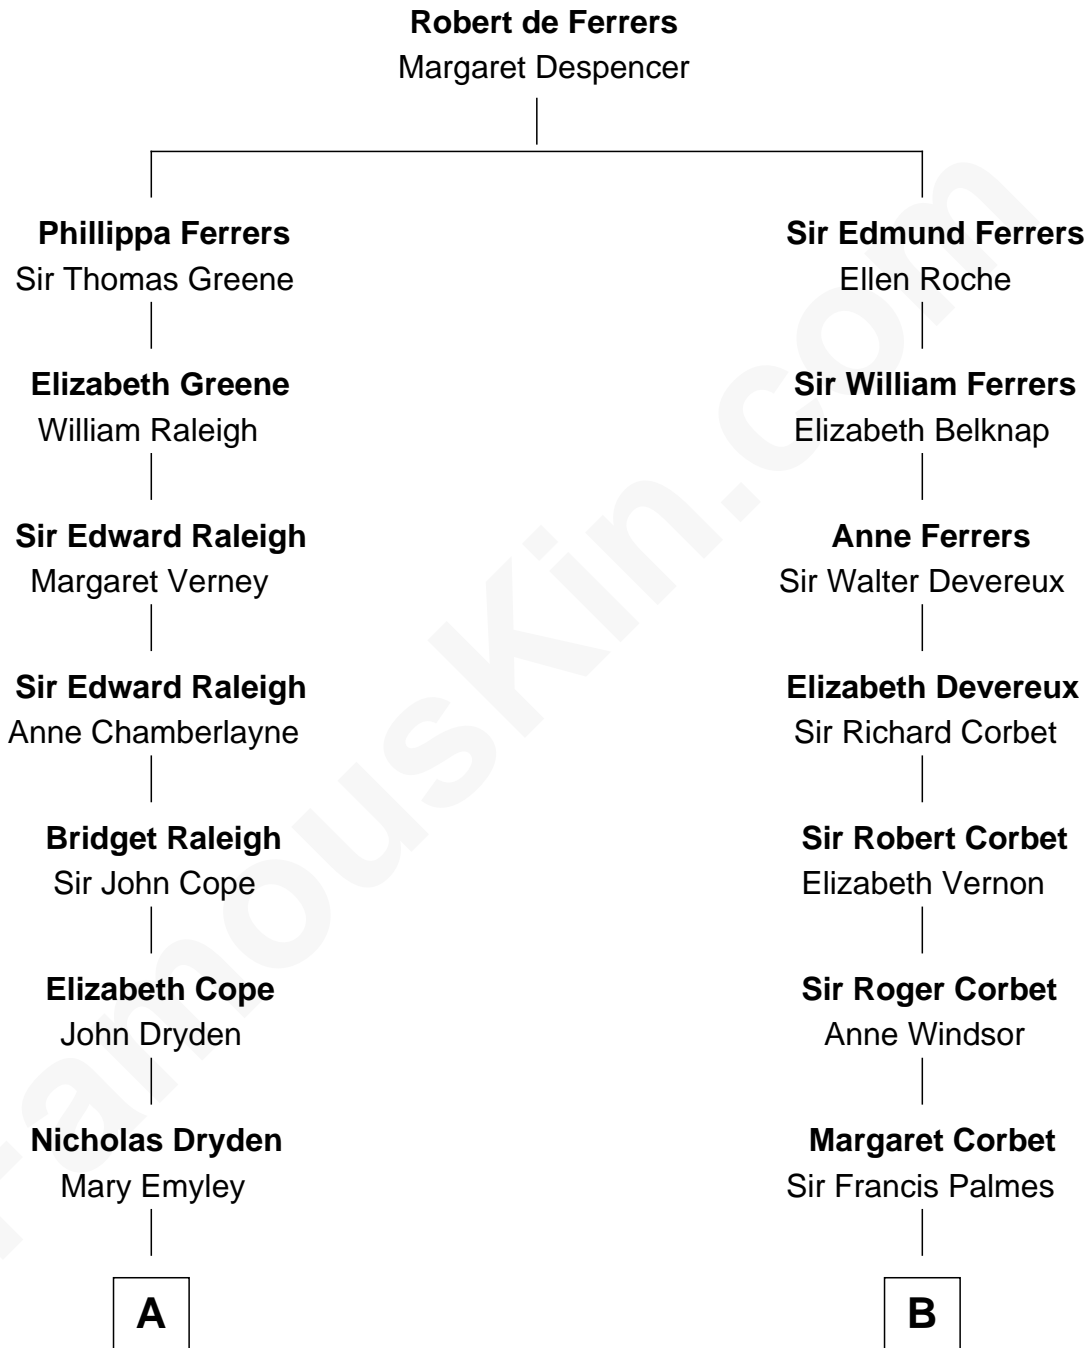 Robert de Ferrers
Margaret Despencer
Phillippa Ferrers
Sir Thomas Greene
Elizabeth Greene
William Raleigh
Sir Edward Raleigh
Margaret Verney
Sir Edward Raleigh
Anne Chamberlayne
Bridget Raleigh
Sir John Cope
Elizabeth Cope
John Dryden
Nicholas Dryden
Mary Emyley
A
Sir Edmund Ferrers
Ellen Roche
Sir William Ferrers
Elizabeth Belknap
Anne Ferrers
Sir Walter Devereux
Elizabeth Devereux
Sir Richard Corbet
Sir Robert Corbet
Elizabeth Vernon
Sir Roger Corbet
Anne Windsor
Margaret Corbet
Sir Francis Palmes
B
FamousKin.com